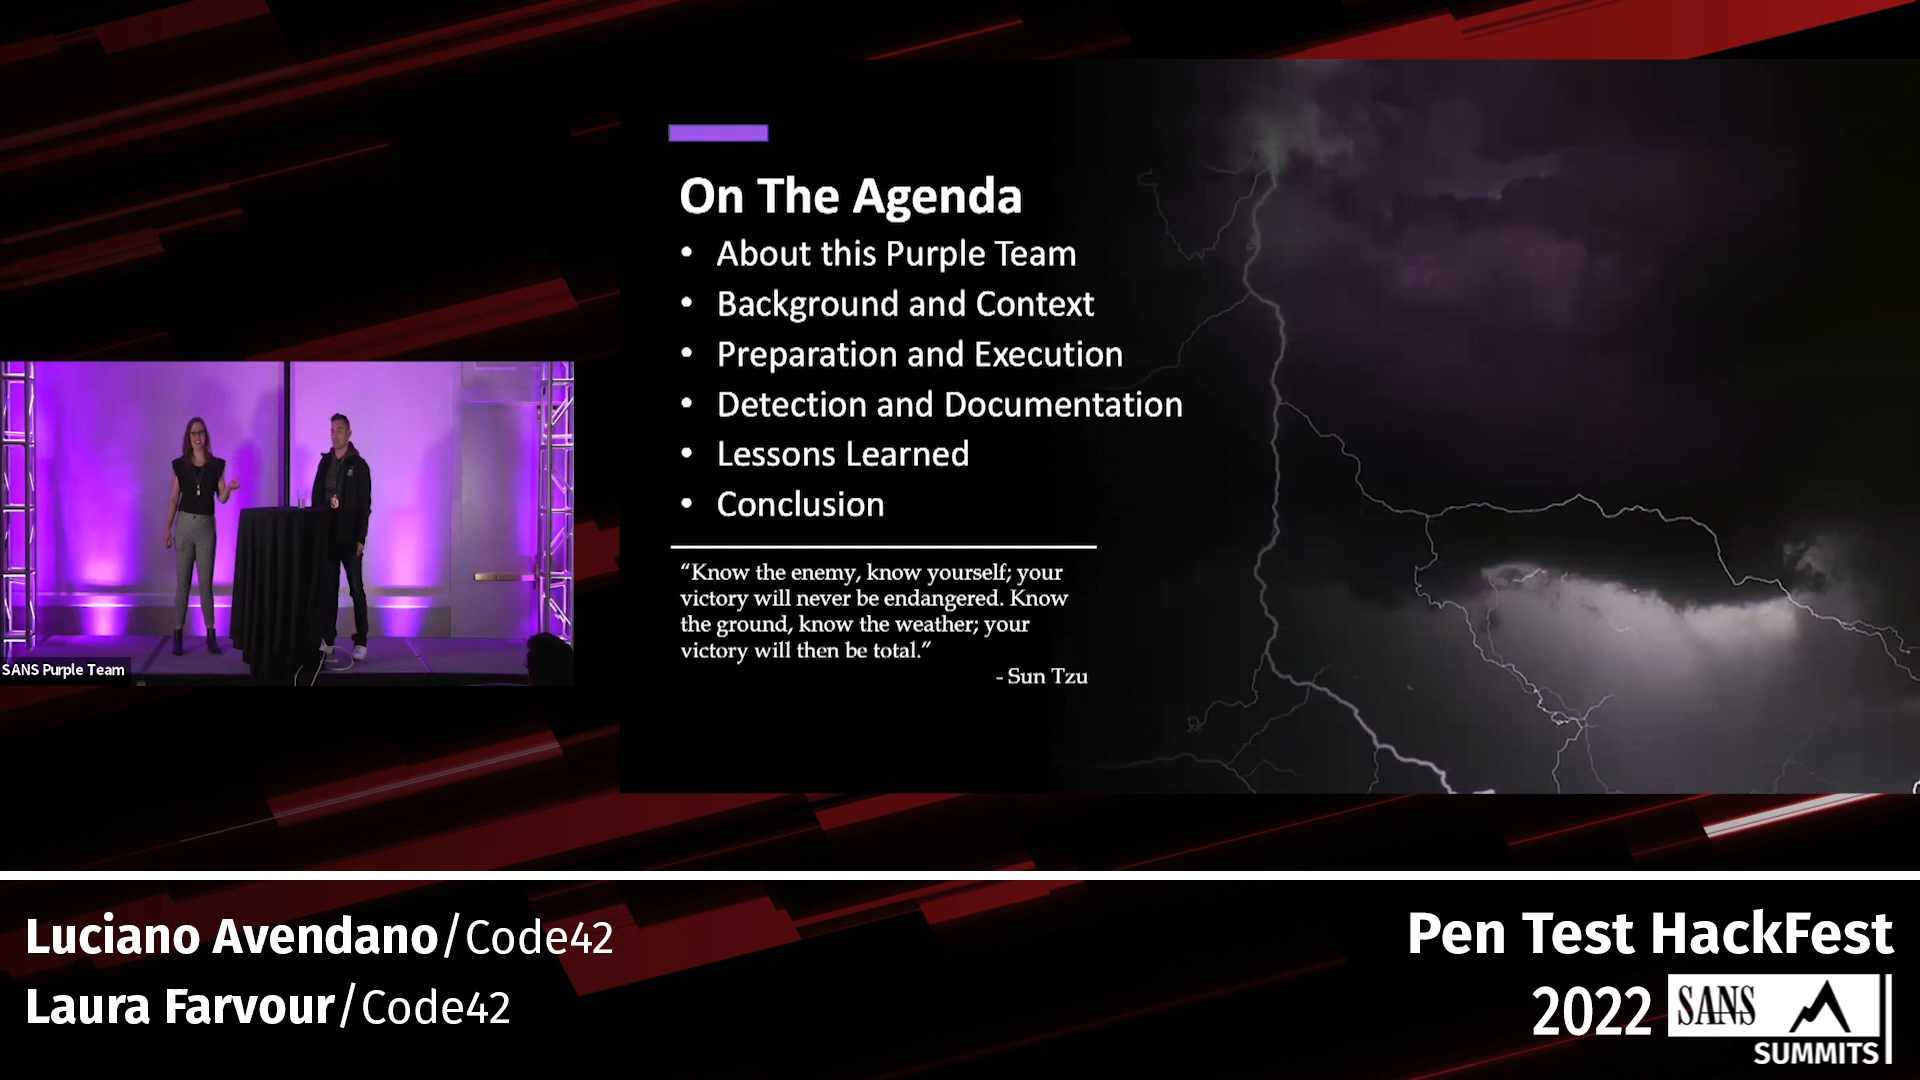 On The Agenda
• About this Purple Team
• Background and Context
• Preparation and Execution
• Detection and Documentation
• Lessons Learned
• Conclusion
“Know the enemy, know yourself; your
victory will never be endangered. Know
the ground, know the weather; your
victory will then be total.”
- Sun Tzu
SANS Purple Team
Luciano Avendano/Code42
Laura Farvour/Code42
Pen Test HackFest
2022 SANS
SUMMITS